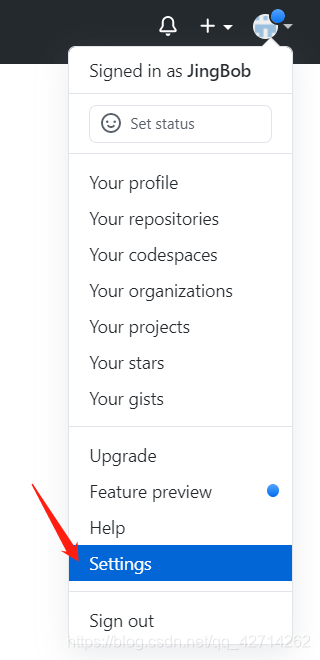 Signed in as JingBob
Set status
Your profile
Your repositories
Your codespaces
Your organizations
Your projects
Your stars
Your gists
Upgrade
Feature preview
Help
Settings
Sign out
https://blog.csdn.net/qq_42714262